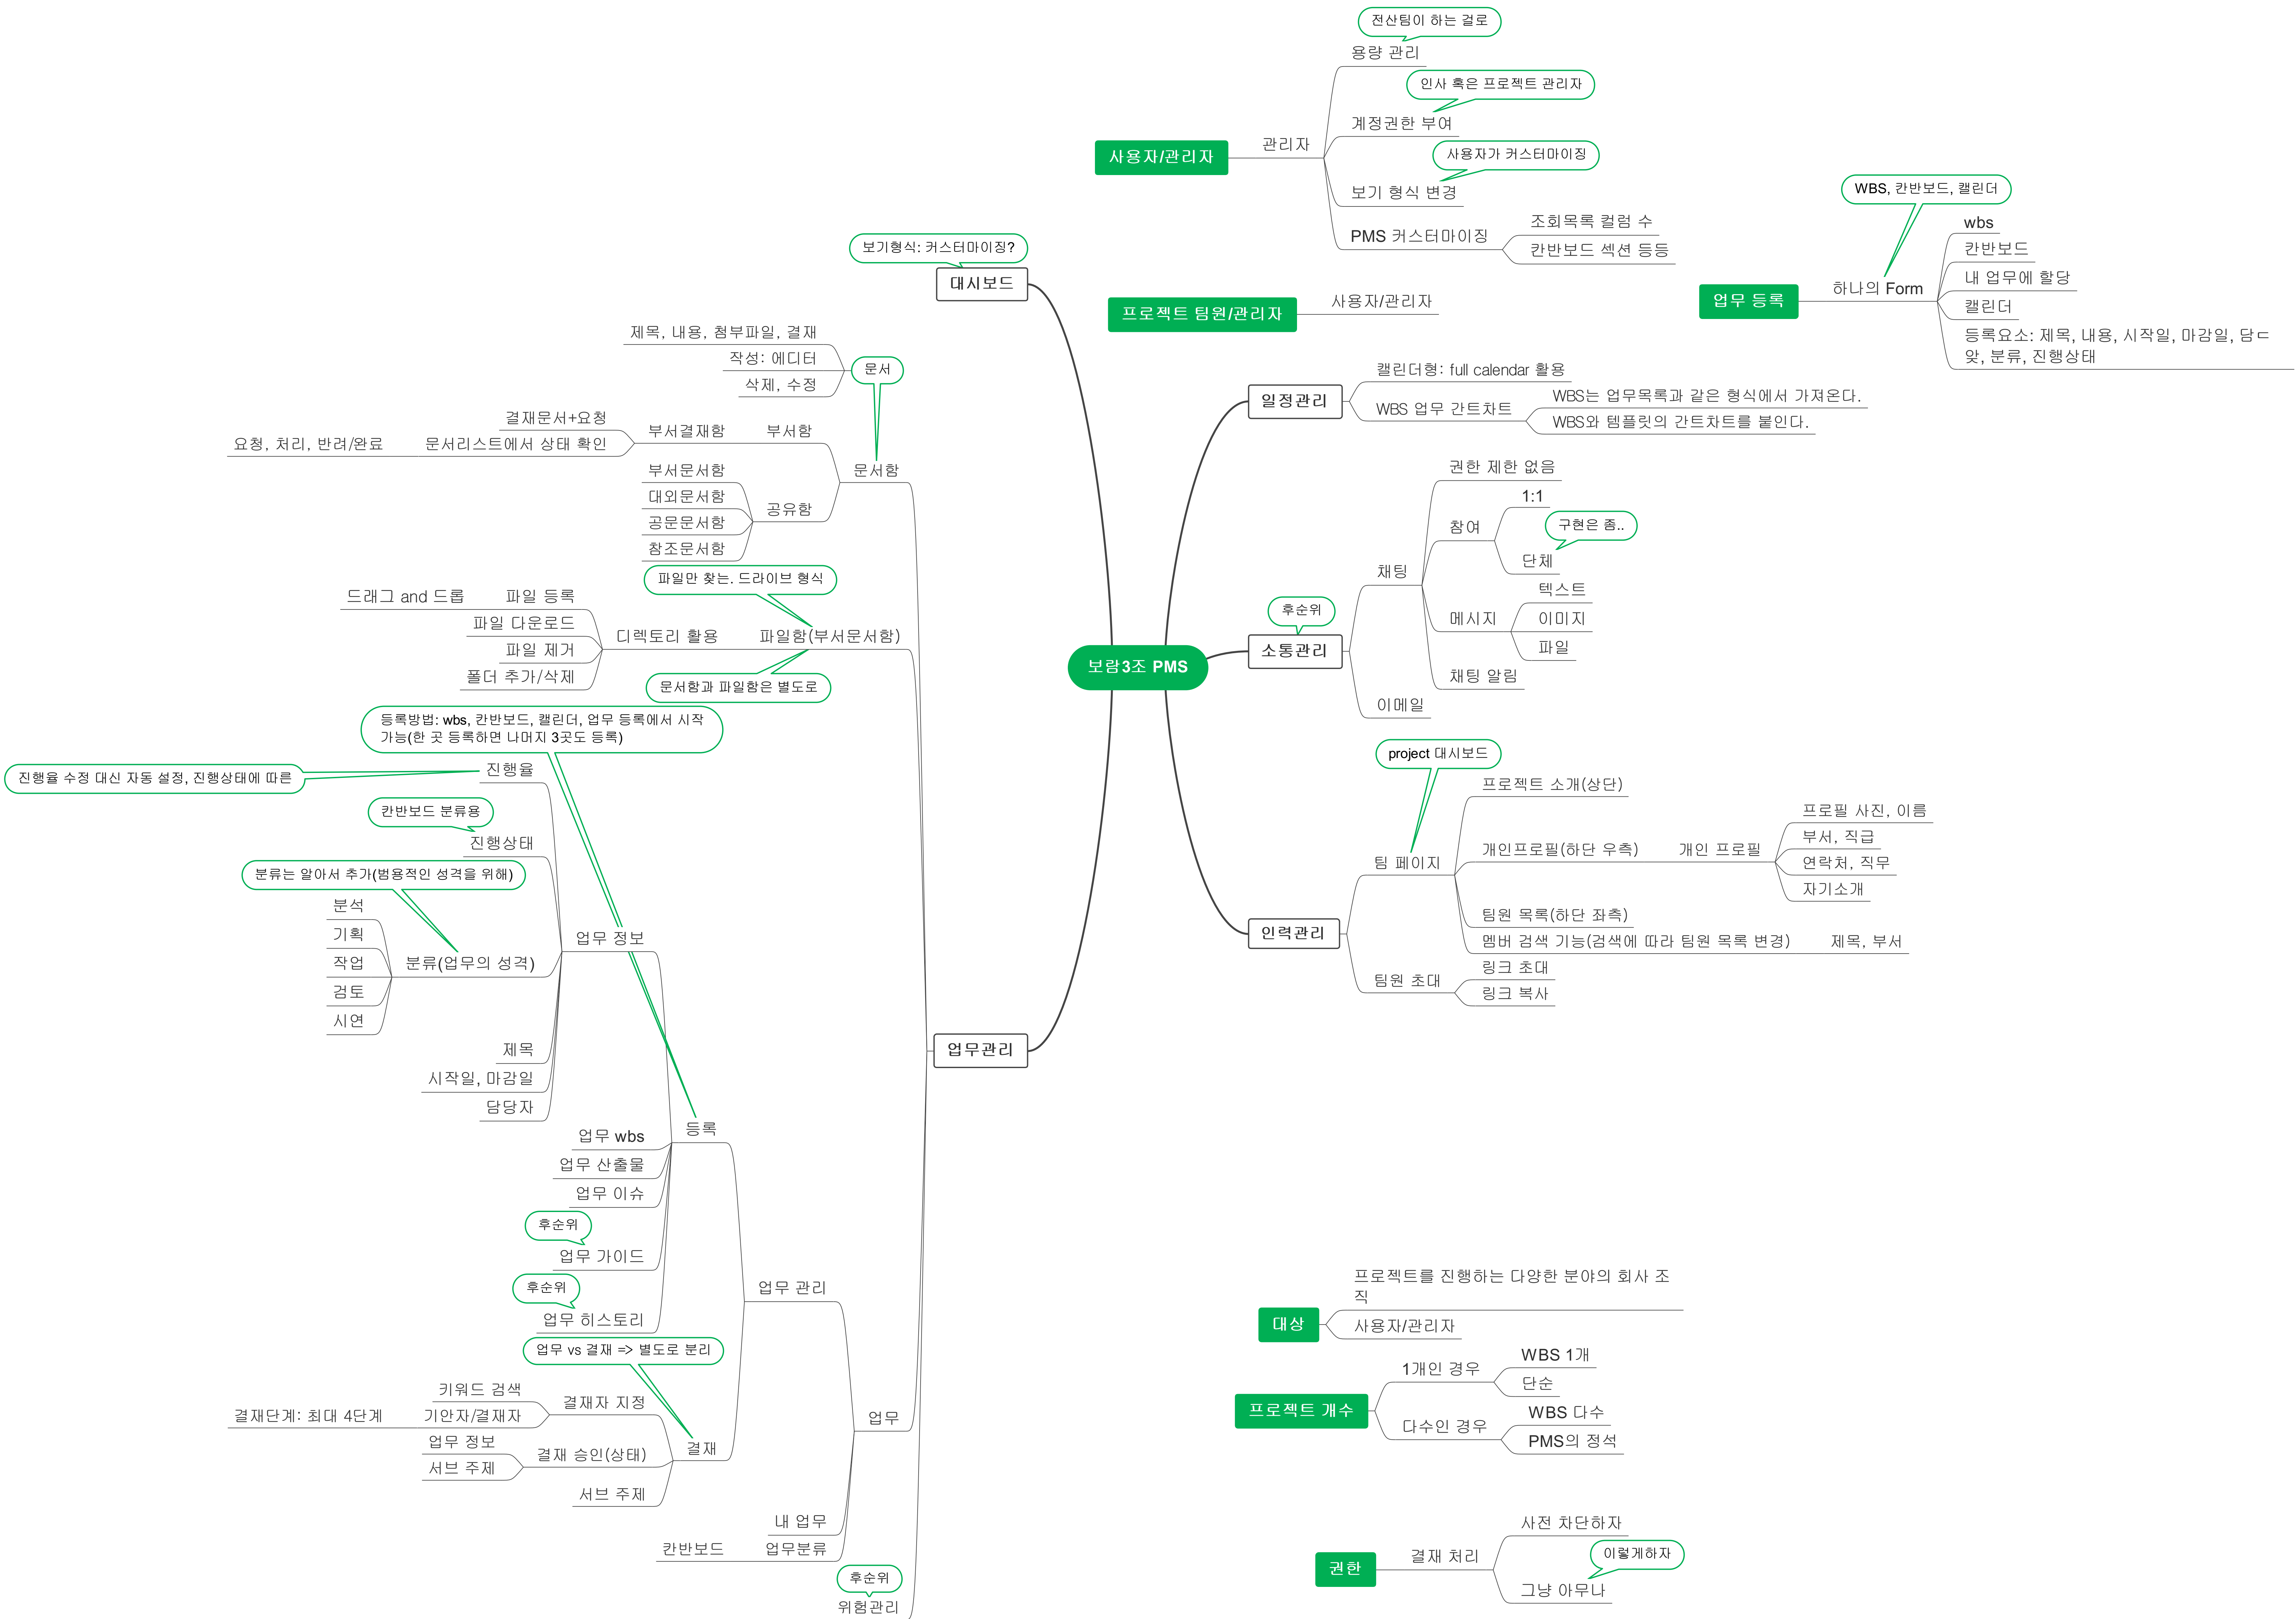 전산팀이 하는 걸로
용량 관리
인사 혹은 프로젝트 관리자
계정권한 부여
사용자/관리자
관리자
사용자가 커스터마이징
보기 형식 변경
PMS 커스터마이징
조회목록 컬럼 수
칸반보드 섹션 등등
WBS, 칸반보드, 캘린더
wbs
칸반보드
내 업무에 할당
업무 등록
하나의 Form
캘린더
등록요소: 제목, 내용, 시작일, 마감일, 담ㄷ
앚, 분류, 진행상태
프로젝트 팀원/관리자
사용자/관리자
보기형식: 커스터마이징?
대시보드
제목, 내용, 첨부파일, 결재
작성: 에디터
삭제, 수정
문서
결재문서+요청
요청, 처리, 반려/완료
문서리스트에서 상태 확인
부서결재함
부서함
문서함
부서문서함
대외문서함
공문문서함
참조문서함
공유함
파일만 찾는. 드라이브 형식
드래그 and 드롭
파일 등록
파일 다운로드
파일 제거
폴더 추가/삭제
디렉토리 활용
파일함(부서문서함)
문서함과 파일함은 별도로
등록방법: wbs, 칸반보드, 캘린더, 업무 등록에서 시작
가능(한 곳 등록하면 나머지 3곳도 등록)
진행율 수정 대신 자동 설정, 진행상태에 따른
진행율
칸반보드 분류용
진행상태
분류는 알아서 추가(범용적인 성격을 위해)
분석
기획
작업
검토
시연
분류(업무의 성격)
업무 정보
제목
시작일, 마감일
담당자
등록
업무 wbs
업무 산출물
업무 이슈
후순위
업무 가이드
후순위
업무 히스토리
업무 관리
업무 vs 결재 => 별도로 분리
키워드 검색
결재단계: 최대 4단계
기안자/결재자
결재자 지정
업무 정보
서브 주제
결재 승인(상태)
결재
서브 주제
업무
내 업무
칸반보드
업무분류
후순위
위험관리
업무관리
보람3조 PMS
일정관리
캘린더형: full calendar 활용
WBS 업무 간트차트
WBS는 업무목록과 같은 형식에서 가져온다.
WBS와 템플릿의 간트차트를 붙인다.
후순위
소통관리
채팅
권한 제한 없음
참여
1:1
구현은 좀..
단체
메시지
텍스트
이미지
파일
채팅 알림
이메일
project 대시보드
인력관리
팀 페이지
프로젝트 소개(상단)
개인프로필(하단 우측)
개인 프로필
프로필 사진, 이름
부서, 직급
연락처, 직무
자기소개
팀원 목록(하단 좌측)
멤버 검색 기능(검색에 따라 팀원 목록 변경)
제목, 부서
팀원 초대
링크 초대
링크 복사
대상
프로젝트를 진행하는 다양한 분야의 회사 조
직
사용자/관리자
프로젝트 개수
1개인 경우
WBS 1개
단순
다수인 경우
WBS 다수
PMS의 정석
권한
결재 처리
사전 차단하자
이렇게하자
그냥 아무나